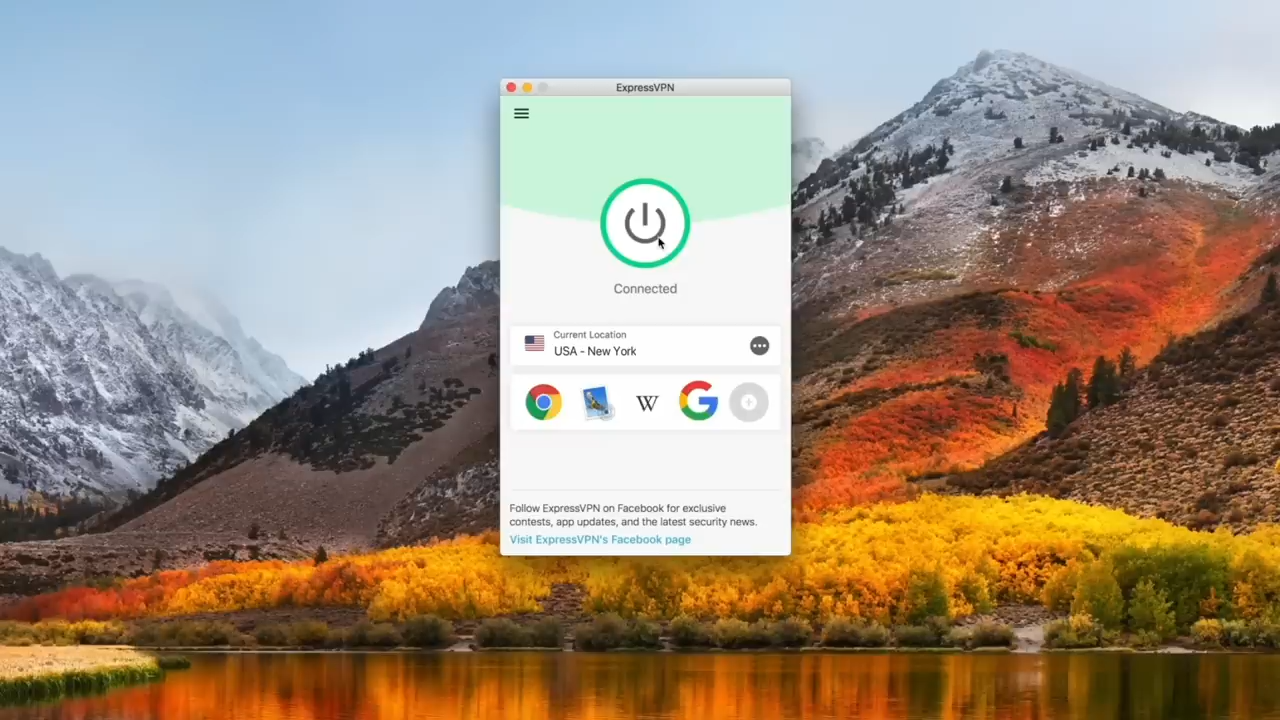 ExpressVPN
Connected
Current Location
USA - New York
W
Follow ExpressVPN on Facebook for exclusive
contests, app updates, and the latest security news.
Visit ExpressVPN's Facebook page